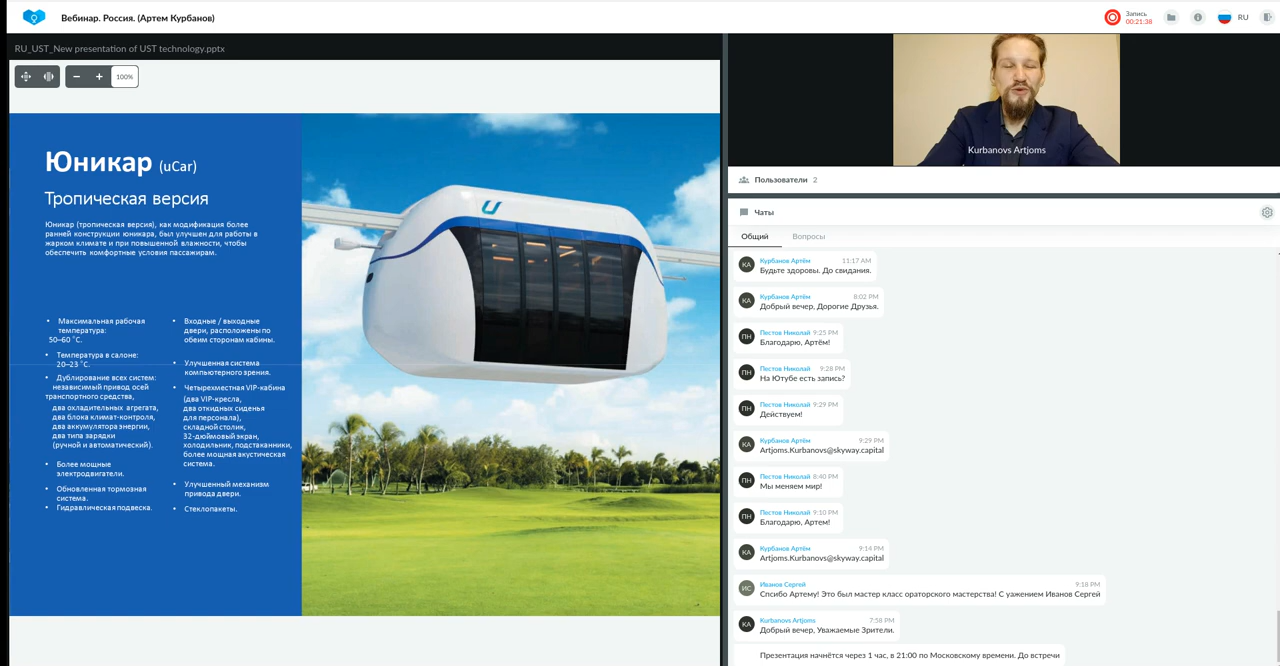 Вебинар. Россия. (Артем Курбанов)
Запись
00:21:38
RU
RU_UST_New presentation of UST technology.pptx
100%
Юникар (uCar)
Тропическая версия
Юникар (тропическая версия), как модификация более
ранней конструкции юникара, был улучшен для работы в
жарком климате и при повышенной влажности, чтобы
обеспечить комфортные условия пассажирам.
• Максимальная рабочая
температура:
50–60 °С.
• Температура в салоне:
20–23 °С.
• Дублирование всех систем:
независимый привод осей
транспортного средства,
два охладительных агрегата,
два блока климат-контроля,
два аккумулятора энергии,
два типа зарядки
(ручной и автоматический).
• Более мощные
электродвигатели.
• Обновленная тормозная
система.
• Гидравлическая подвеска.
• Входные / выходные
двери, расположены по
обеим сторонам кабины.
• Улучшенная система
компьютерного зрения.
• Четырехместная VIP-кабина
(два VIP-кресла,
два откидных сиденья
для персонала),
складной столик,
32-дюймовый экран,
холодильник, подстаканники,
более мощная акустическая
система.
• Улучшенный механизм
привода двери.
• Стеклопакеты.
Kurbanovs Artjoms
Пользователи 2
Чаты
Общий Вопросы
КА Курбанов Артём 11:17 AM
Будьте здоровы. До свидания.
КА Курбанов Артём 8:02 PM
Добрый вечер, Дорогие Друзья.
ПН Пестов Николай 9:25 PM
Благодарю, Артём!
ПН Пестов Николай 9:28 PM
На Ютубе есть запись?
ПН Пестов Николай 9:29 PM
Действуем!
КА Курбанов Артём 9:29 PM
Artjoms.Kurbanovs@skyway.capital
ПН Пестов Николай 8:40 PM
Мы меняем мир!
ПН Пестов Николай 9:10 PM
Благодарю, Артем!
КА Курбанов Артём 9:14 PM
Artjoms.Kurbanovs@skyway.capital
ИС Иванов Сергей 9:18 PM
Спсибо Артему! Это был мастер класс ораторского мастерства! С уажением Иванов Сергей
KA Kurbanovs Artjoms 7:58 PM
Добрый вечер, Уважаемые Зрители.
Презентация начнётся через 1 час, в 21:00 по Московскому времени. До встречи